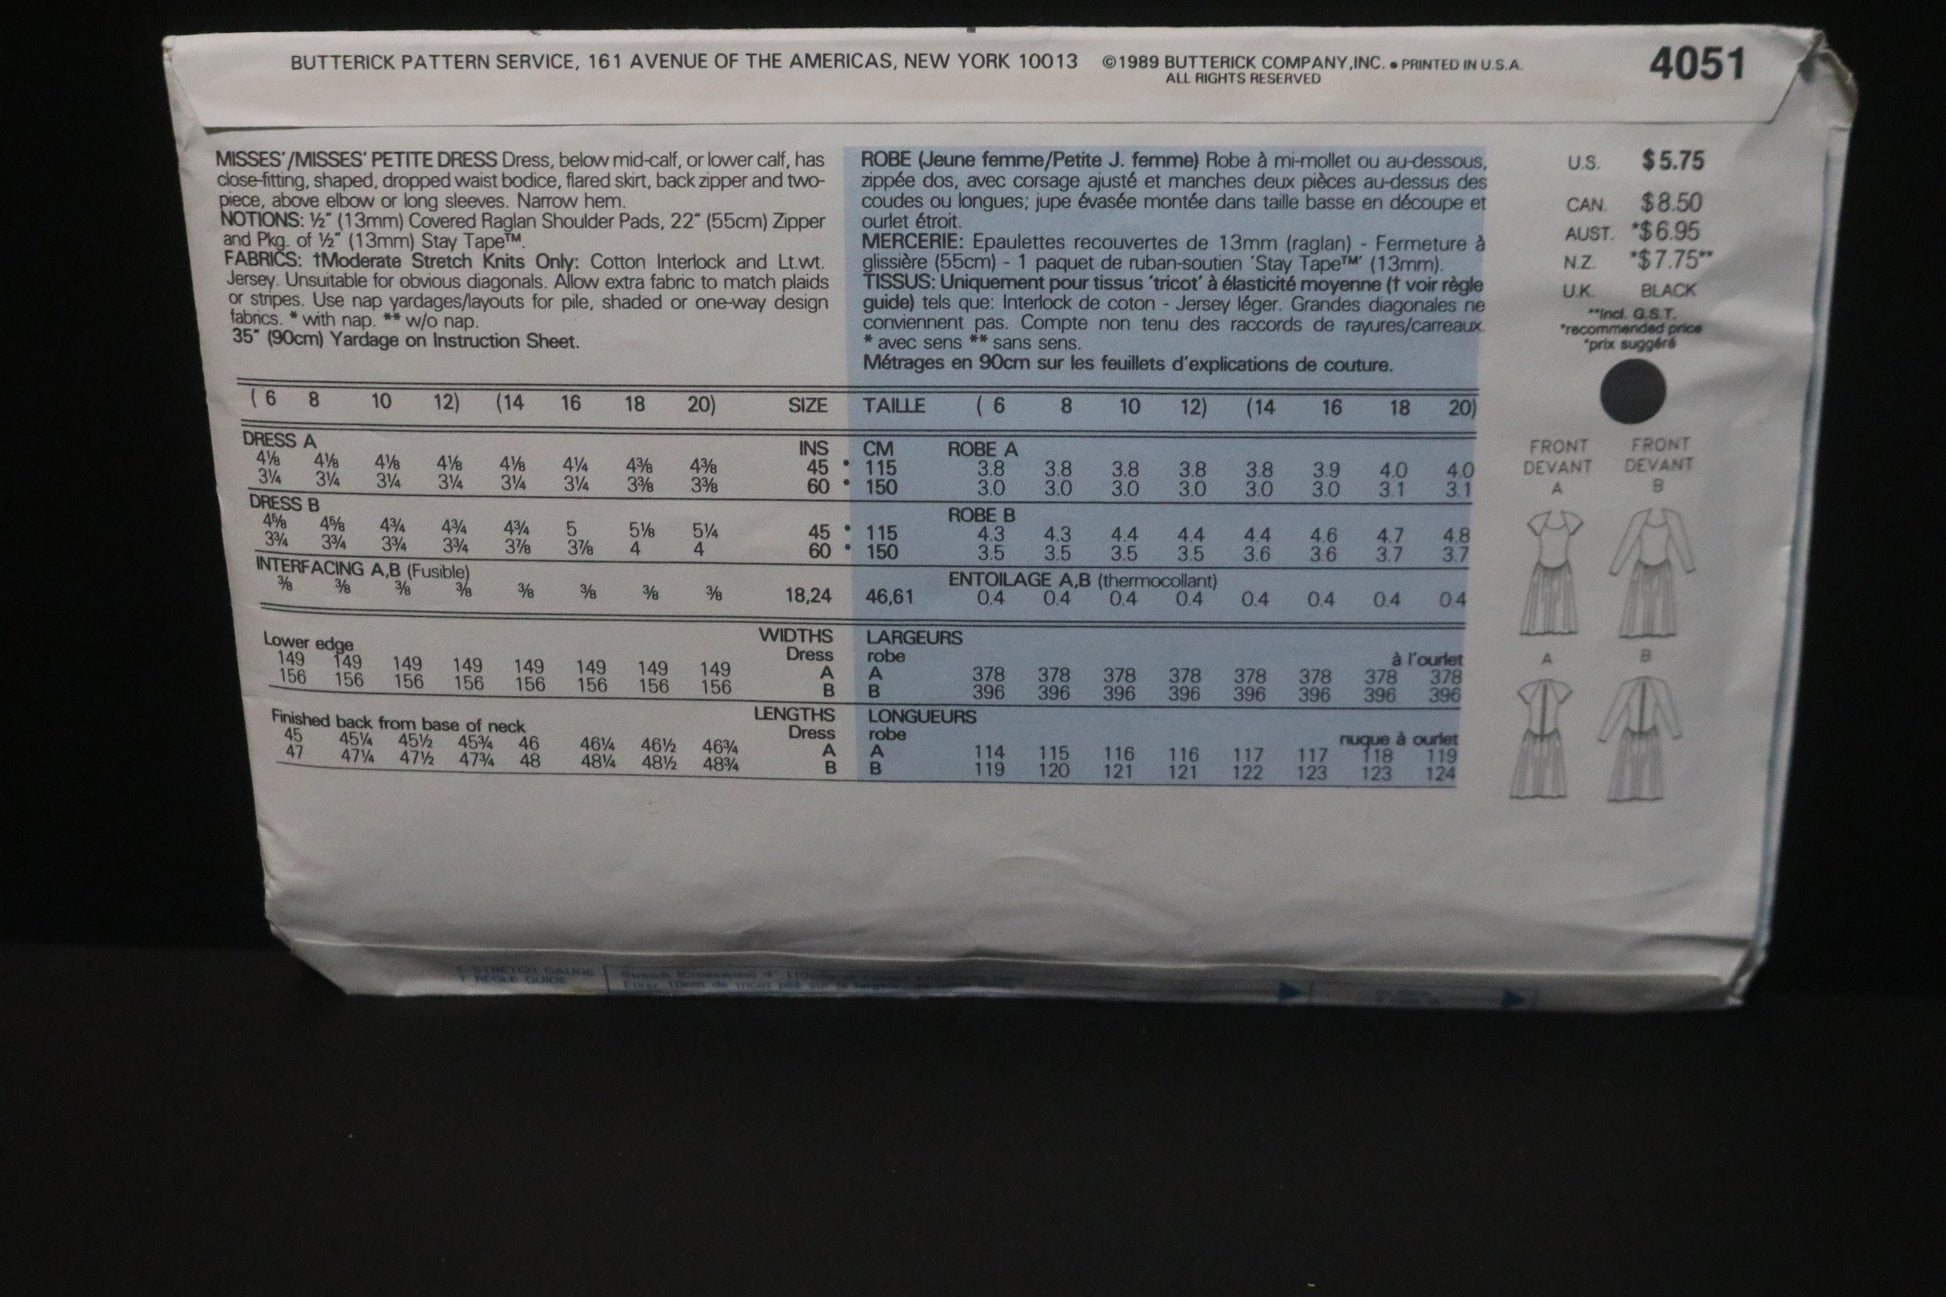 BUTTERICK PATTERN SERVICE, 161 AVENUE OF THE AMERICAS, NEW YORK 10013 ©1989 BUTTERICK COMPANY,INC. • PRINTED IN U.S.A.
ALL RIGHTS RESERVED
4051
MISSES'/MISSES' PETITE DRESS Dress, below mid-calf, or lower calf, has
close-fitting, shaped, dropped waist bodice, flared skirt, back zipper and two-
piece, above elbow or long sleeves. Narrow hem.
NOTIONS: ½" (13mm) Covered Raglan Shoulder Pads, 22" (55cm) Zipper
and Pkg. of ½" (13mm) Stay Tape™.
FABRICS: †Moderate Stretch Knits Only: Cotton Interlock and Lt.wt.
Jersey. Unsuitable for obvious diagonals. Allow extra fabric to match plaids
or stripes. Use nap yardages/layouts for pile, shaded or one-way design
fabrics. * with nap. ** w/o nap.
35" (90cm) Yardage on Instruction Sheet.
ROBE (Jeune femme/Petite J. femme) Robe à mi-mollet ou au-dessous,
zippée dos, avec corsage ajusté et manches deux pièces au-dessus des
coudes ou longues; jupe évasée montée dans taille basse en découpe et
ourlet étroit.
MERCERIE: Epaulettes recouvertes de 13mm (raglan) - Fermeture à
glissière (55cm) - 1 paquet de ruban-soutien 'Stay Tape™' (13mm).
TISSUS: Uniquement pour tissus 'tricot' à élasticité moyenne († voir règle
guide) tels que: Interlock de coton - Jersey léger. Grandes diagonales ne
conviennent pas. Compte non tenu des raccords de rayures/carreaux.
* avec sens ** sans sens.
Métrages en 90cm sur les feuillets d'explications de couture.
U.S. $5.75
CAN. $8.50
AUST. *$6.95
N.Z. *$7.75**
U.K. BLACK
**Incl. G.S.T.
*recommended price
*prix suggéré
( 6 8 10 12) (14 16 18 20) SIZE TAILLE ( 6 8 10 12) (14 16 18 20)
DRESS A INS CM ROBE A
4⅛ 4⅛ 4⅛ 4⅛ 4⅛ 4¼ 4⅜ 4⅜ 45 * 115 3.8 3.8 3.8 3.8 3.8 3.9 4.0 4.0
3¼ 3¼ 3¼ 3¼ 3¼ 3¼ 3⅜ 3⅜ 60 * 150 3.0 3.0 3.0 3.0 3.0 3.0 3.1 3.1
DRESS B ROBE B
4⅝ 4⅝ 4¾ 4¾ 4¾ 5 5⅛ 5¼ 45 * 115 4.3 4.3 4.4 4.4 4.4 4.6 4.7 4.8
3¾ 3¾ 3¾ 3¾ 3⅞ 3⅞ 4 4 60 * 150 3.5 3.5 3.5 3.5 3.6 3.6 3.7 3.7
INTERFACING A,B (Fusible) ENTOILAGE A,B (thermocollant)
⅜ ⅜ ⅜ ⅜ ⅜ ⅜ ⅜ ⅜ 18,24 46,61 0.4 0.4 0.4 0.4 0.4 0.4 0.4 0.4
WIDTHS LARGEURS
Lower edge Dress robe à l'ourlet
149 149 149 149 149 149 149 149 A A 378 378 378 378 378 378 378 378
156 156 156 156 156 156 156 156 B B 396 396 396 396 396 396 396 396
LENGTHS LONGUEURS
Finished back from base of neck Dress robe nuque à ourlet
45 45¼ 45½ 45¾ 46 46¼ 46½ 46¾ A A 114 115 116 116 117 117 118 119
47 47¼ 47½ 47¾ 48 48¼ 48½ 48¾ B B 119 120 121 121 122 123 123 124
FRONT FRONT
DEVANT DEVANT
A B
A B
† STRETCH GAUGE
† REGLE GUIDE